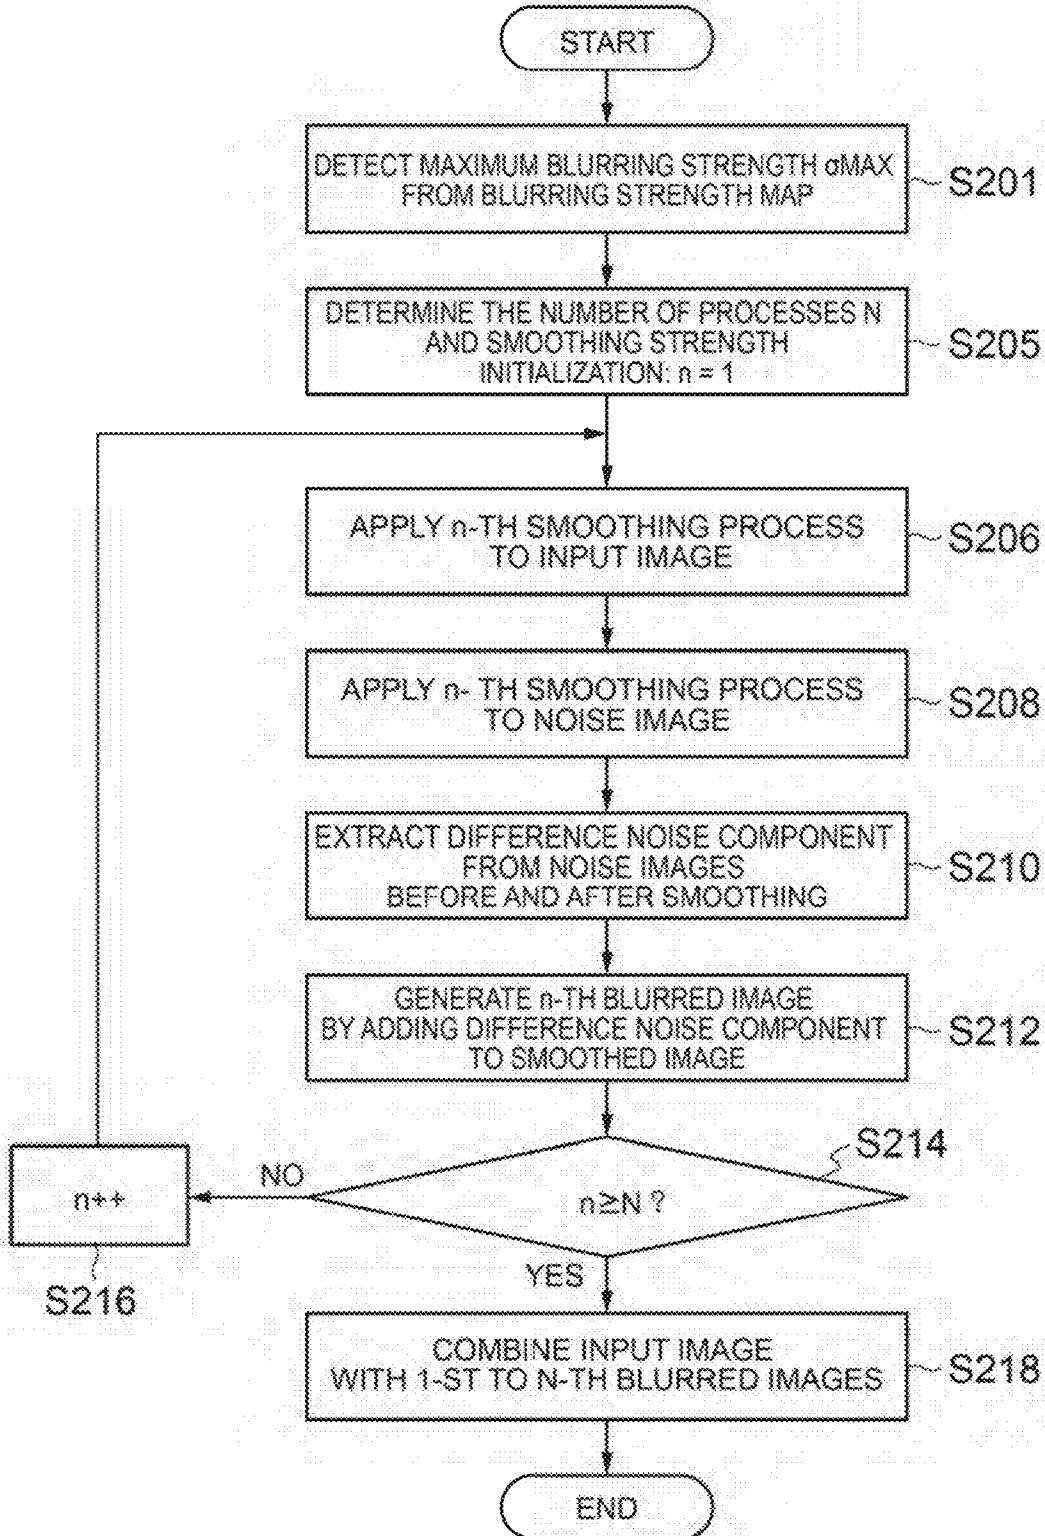 START
DETECT MAXIMUM BLURRING STRENGTH αMAX
FROM BLURRING STRENGTH MAP
S201
DETERMINE THE NUMBER OF PROCESSES N
AND SMOOTHING STRENGTH
INITIALIZATION: n = 1
S205
APPLY n-TH SMOOTHING PROCESS
TO INPUT IMAGE
S206
APPLY n- TH SMOOTHING PROCESS
TO NOISE IMAGE
S208
EXTRACT DIFFERENCE NOISE COMPONENT
FROM NOISE IMAGES
BEFORE AND AFTER SMOOTHING
S210
GENERATE n-TH BLURRED IMAGE
BY ADDING DIFFERENCE NOISE COMPONENT
TO SMOOTHED IMAGE
S212
S214
n≥N ?
NO
n++
S216
YES
COMBINE INPUT IMAGE
WITH 1-ST TO N-TH BLURRED IMAGES
S218
END